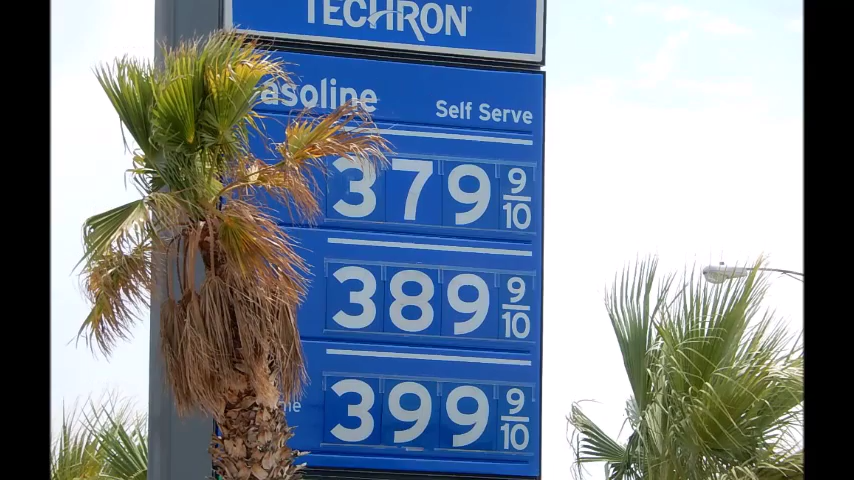 TECHRON®
asoline
Self Serve
379 9/10
389 9/10
399 9/10